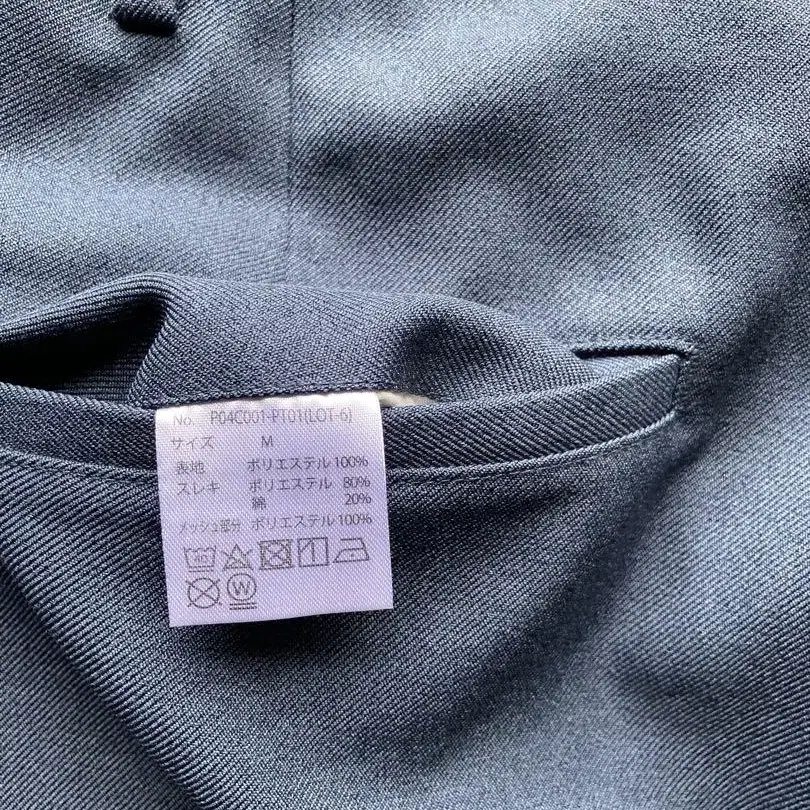 No. P04C001-PT01(LOT-6)
サイズ M
表地 ポリエステル100%
スレキ ポリエステル 80%
綿 20%
メッシュ部分 ポリエステル100%
40
W